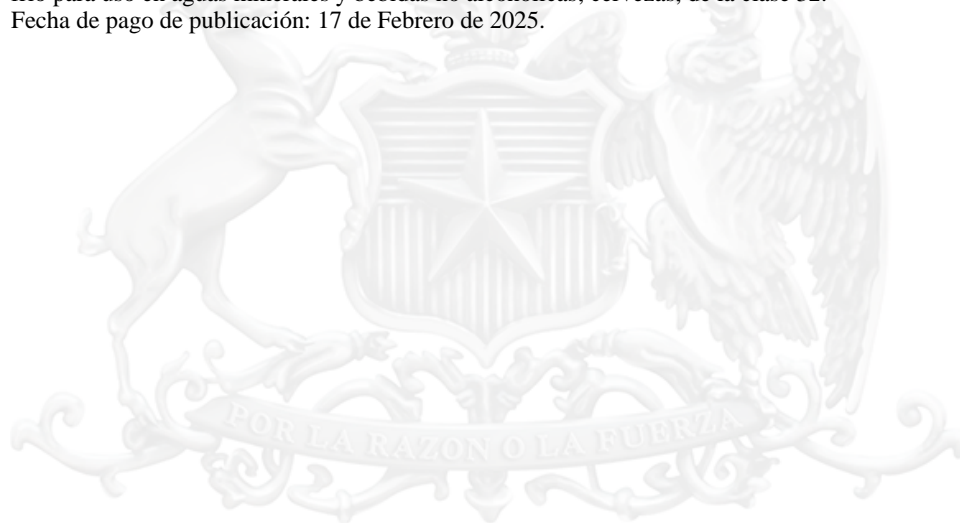 frío para uso en aguas minerales y bebidas no alcohólicas, cervezas, de la clase 32.
Fecha de pago de publicación: 17 de Febrero de 2025.
POR LA RAZON O LA FUERZA